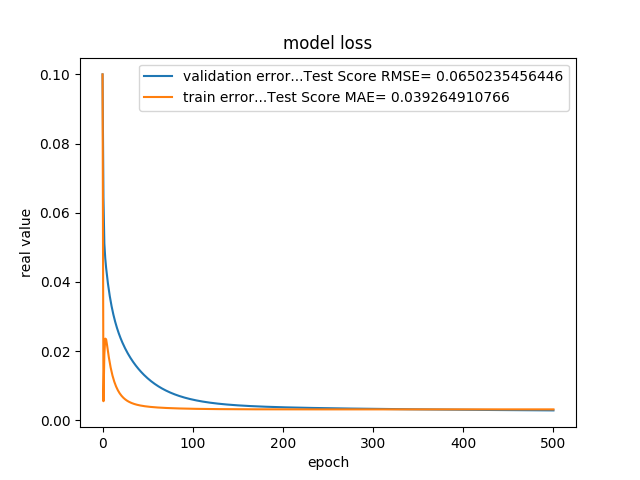 model loss
validation error...Test Score RMSE= 0.0650235456446
train error...Test Score MAE= 0.039264910766
0.10
0.08
0.06
0.04
0.02
0.00
real value
0 100 200 300 400 500
epoch